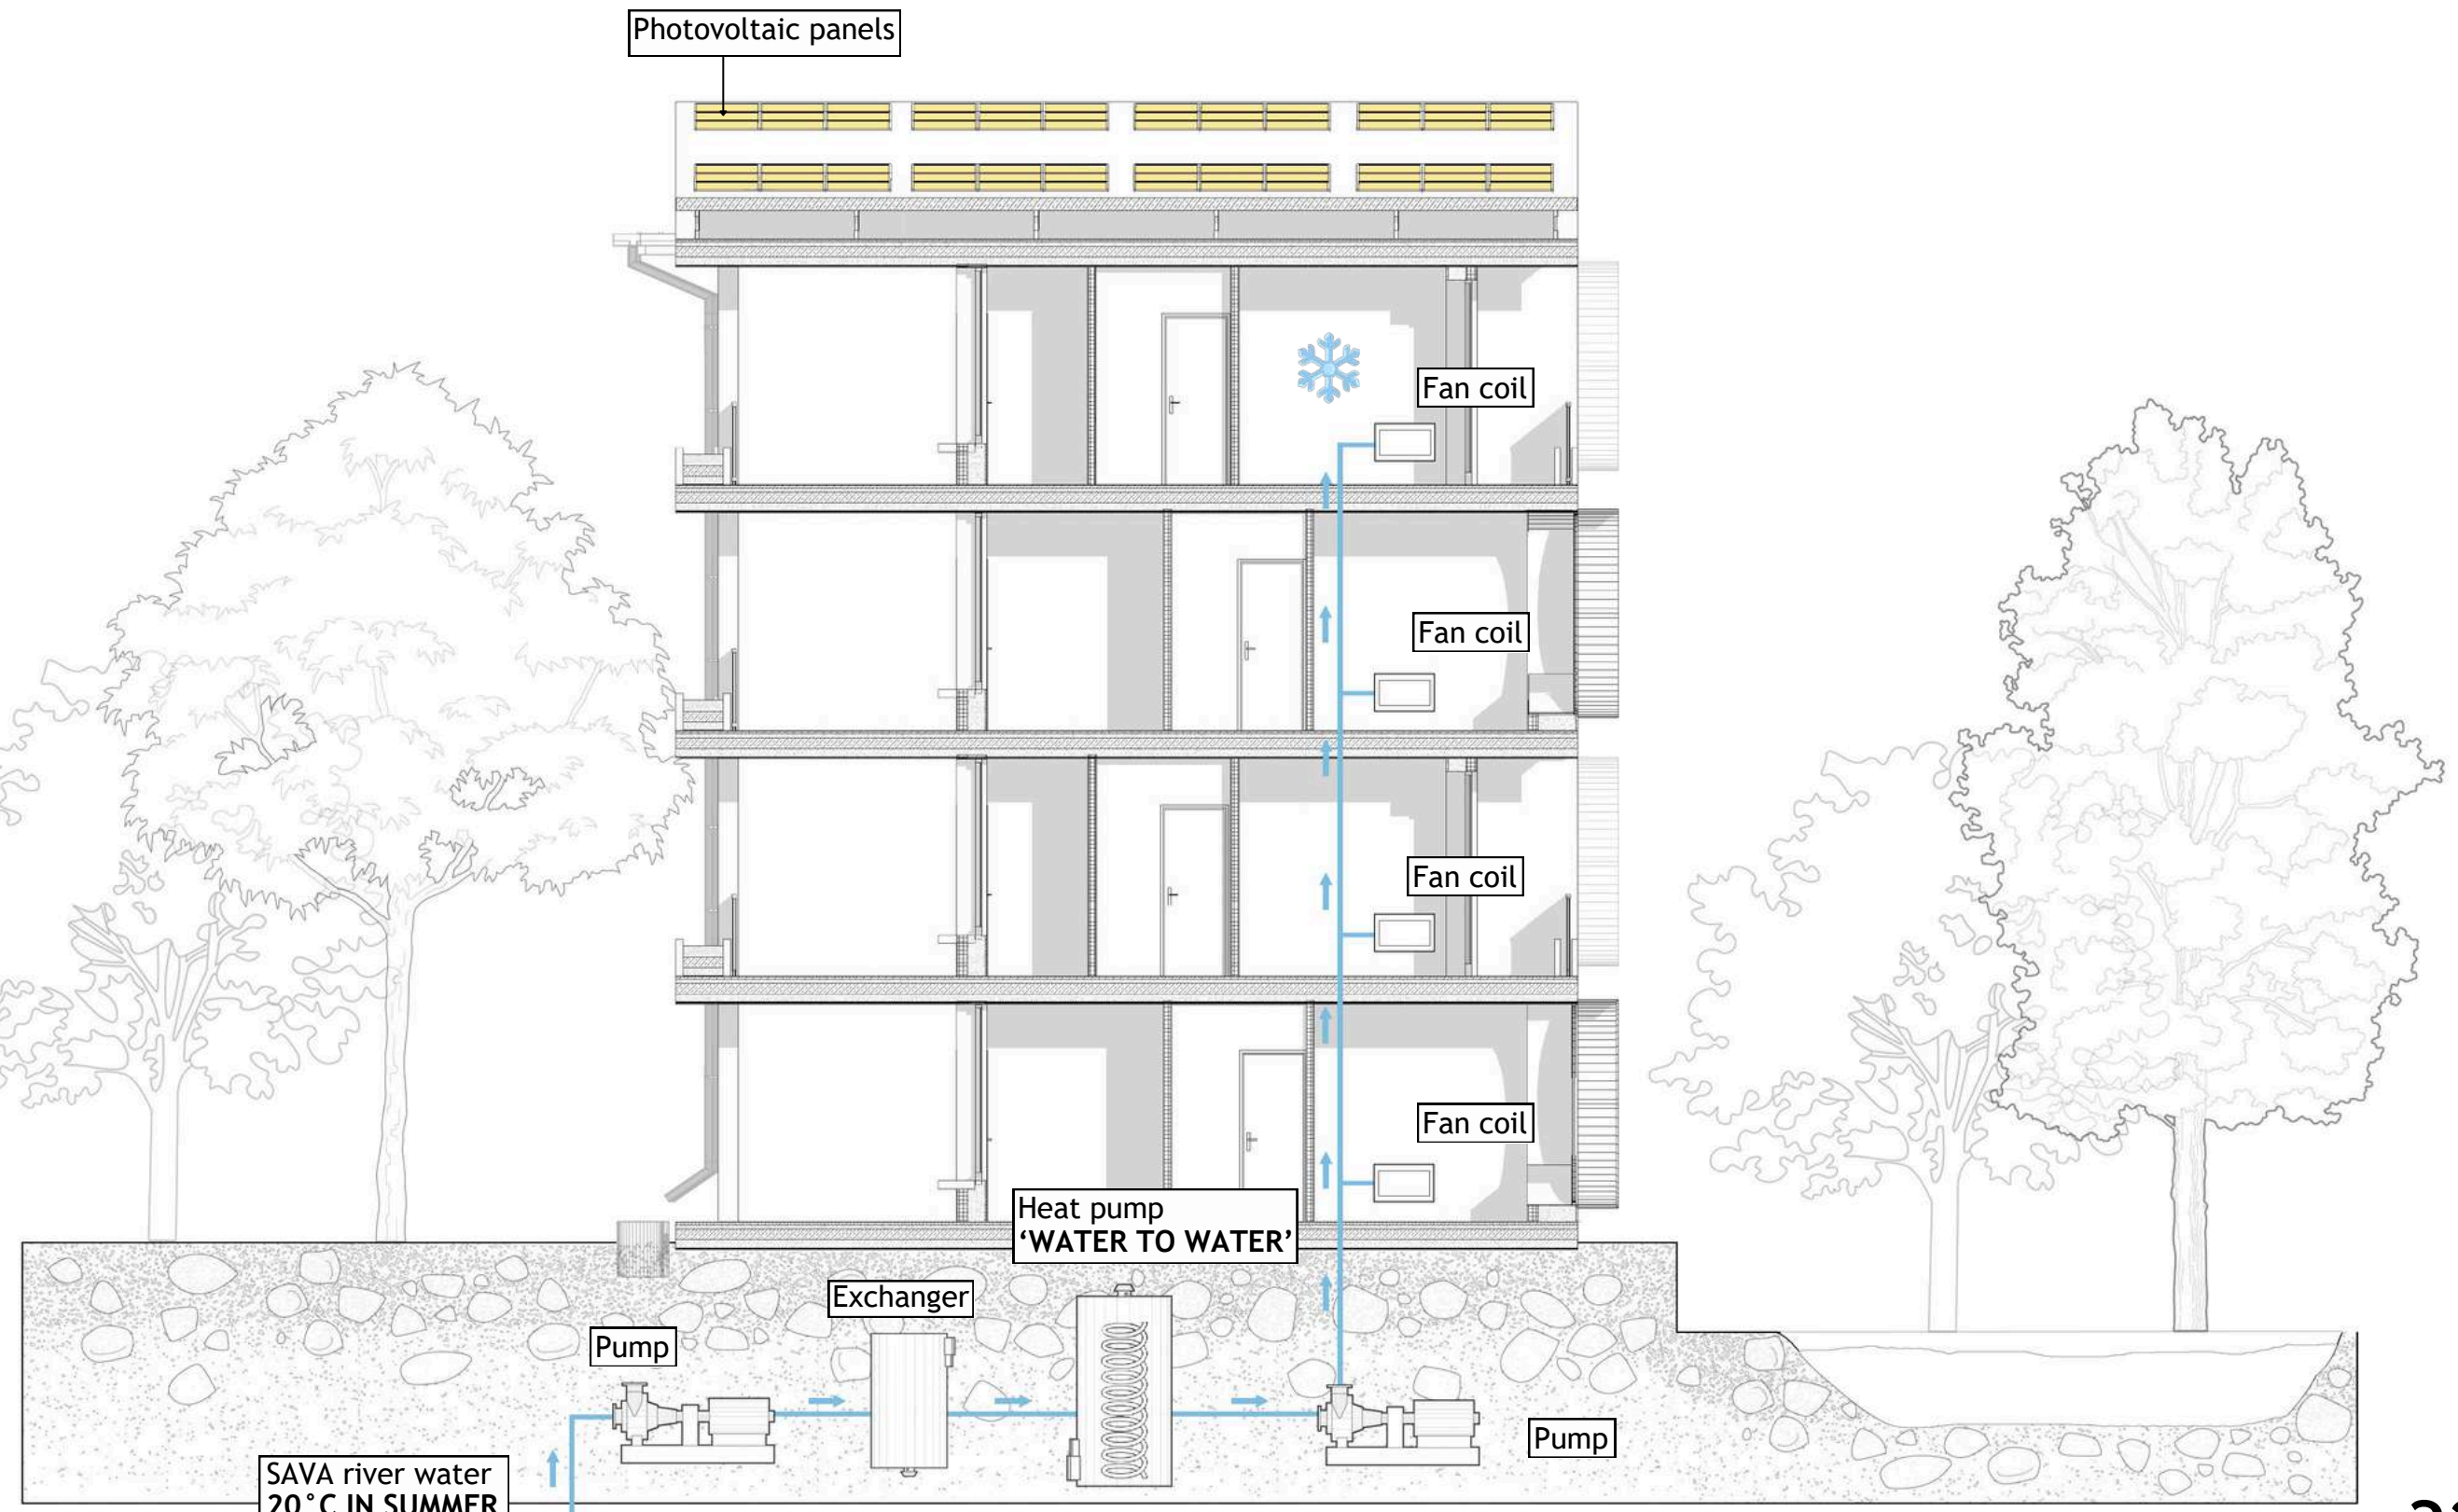 Photovoltaic panels
Fan coil
Fan coil
Fan coil
Fan coil
Heat pump
‘WATER TO WATER’
Exchanger
Pump
Pump
SAVA river water
20°C IN SUMMER